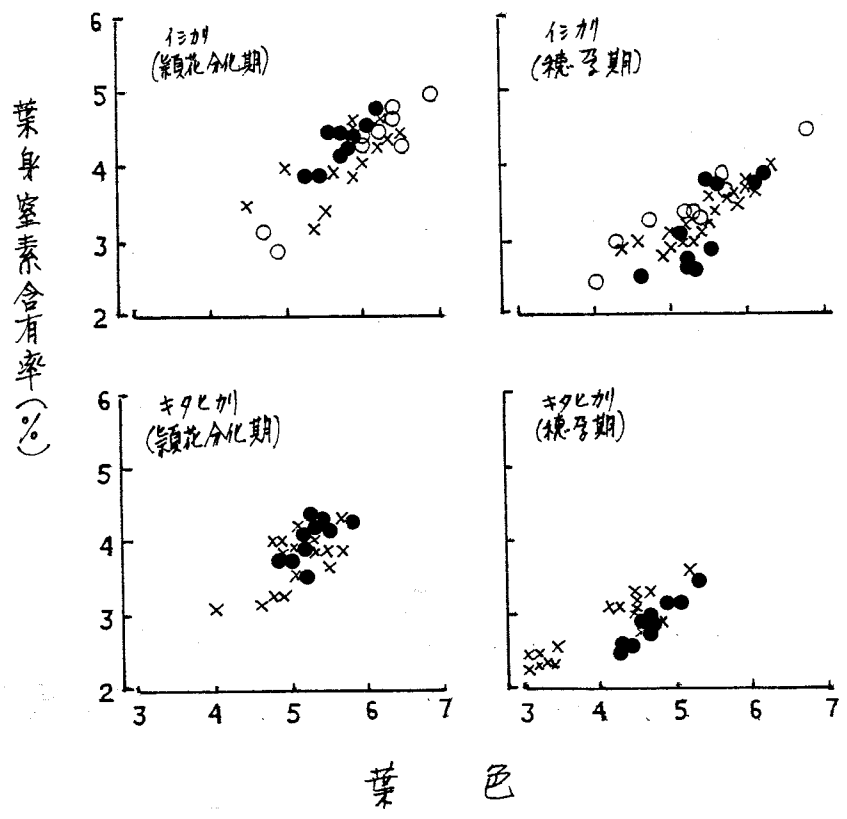 イシカリ
(穎花分化期)
イシカリ
(穂孕期)
6
5
4
3
2
葉身窒素含有率(%)
キタヒカリ
(穎花分化期)
キタヒカリ
(穂孕期)
6
5
4
3
2
3 4 5 6 7
3 4 5 6 7
葉色